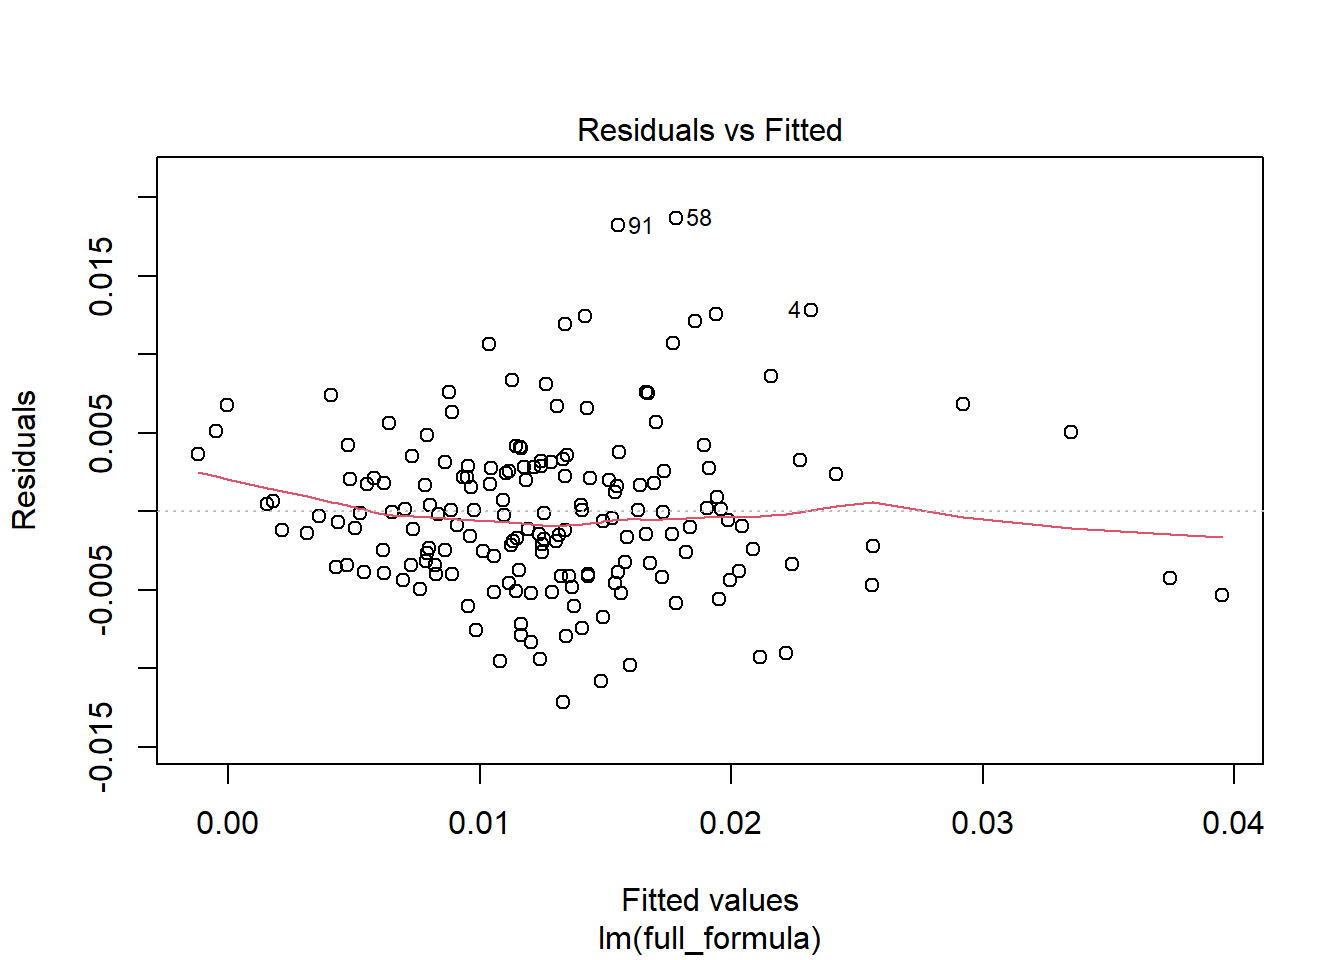 Residuals vs Fitted
Residuals
0.015
0.005
-0.005
-0.015
91
58
4
0.00 0.01 0.02 0.03 0.04
Fitted values
lm(full_formula)